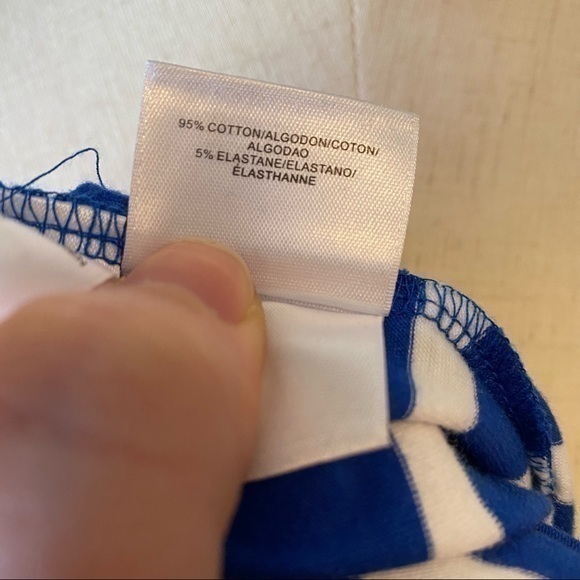 95% COTTON/ALGODON/COTON/
ALGODAO
5% ELASTANE/ELASTANO/
ÉLASTHANNE